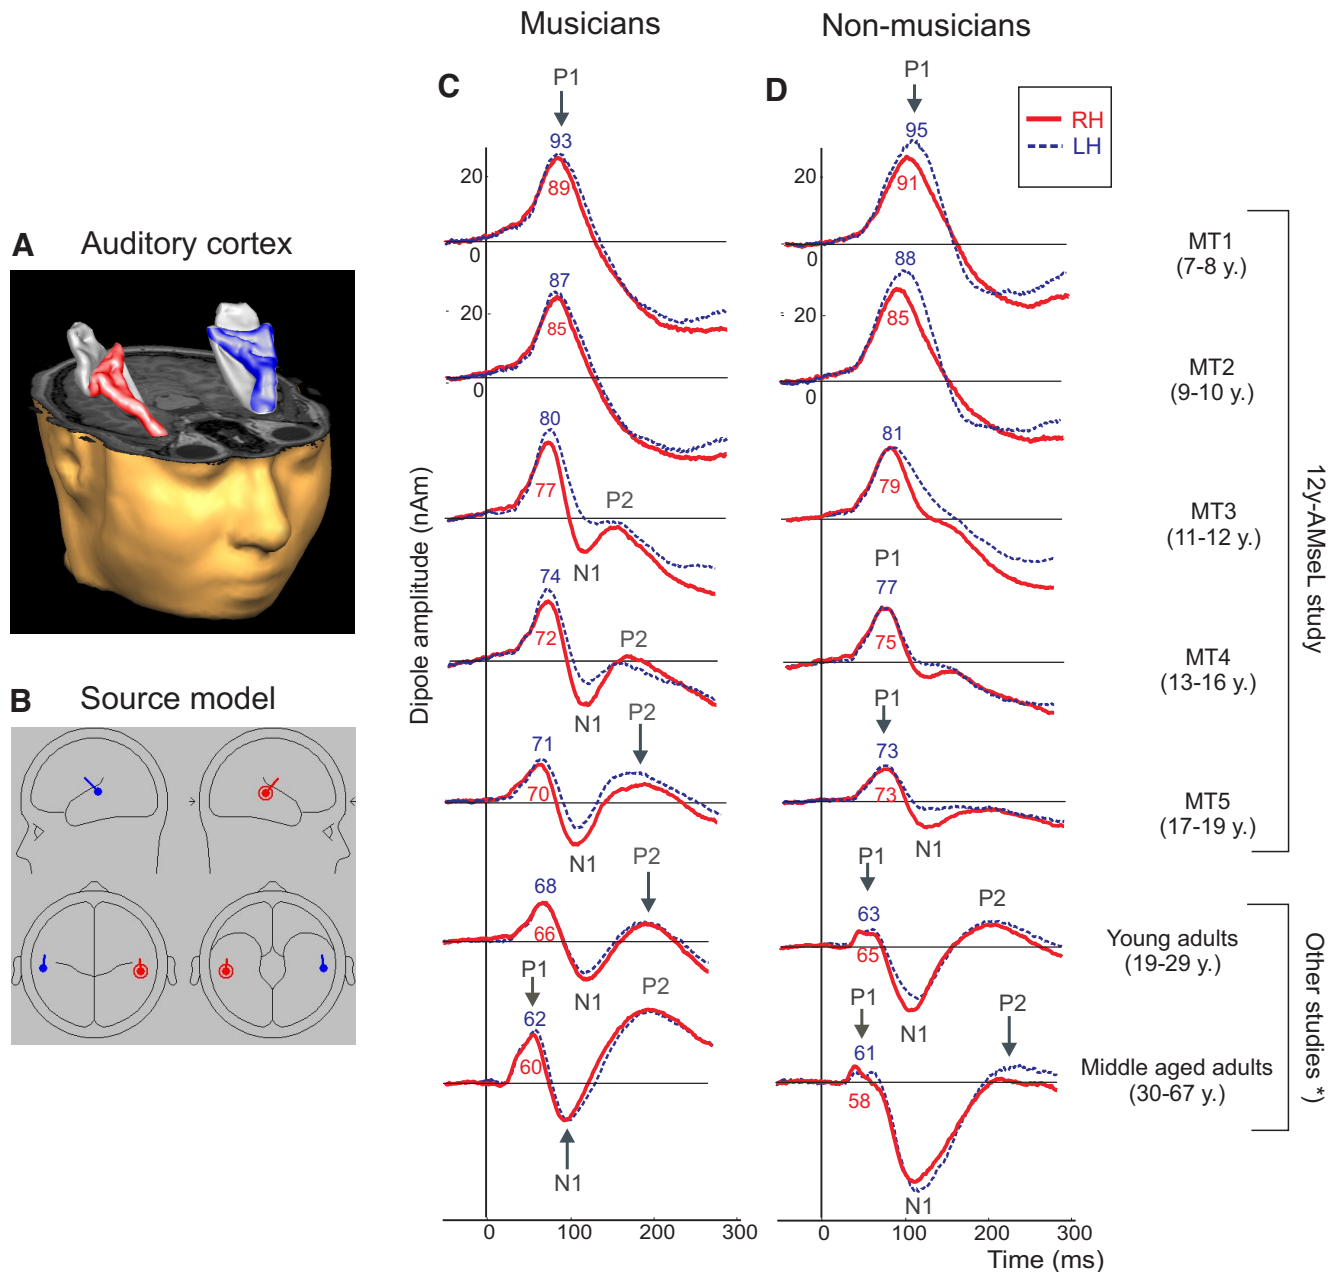 Musicians
Non-musicians
A Auditory cortex
B Source model
C
P1
Dipole amplitude (nAm)
93
89
20
0
87
85
20
0
80
77
P2
N1
74
72
P2
N1
71
70
P2
N1
68
66
P2
N1
P1
62
60
P2
N1
0 100 200 300
D
P1
95
91
20
0
88
85
20
0
81
79
P1
77
75
P1
73
73
N1
P1
63
65
P2
N1
P1
61
58
P2
N1
0 100 200 300
Time (ms)
RH
LH
MT1
(7-8 y.)
MT2
(9-10 y.)
MT3
(11-12 y.)
MT4
(13-16 y.)
MT5
(17-19 y.)
12y-AMseL study
Young adults
(19-29 y.)
Middle aged adults
(30-67 y.)
Other studies *)